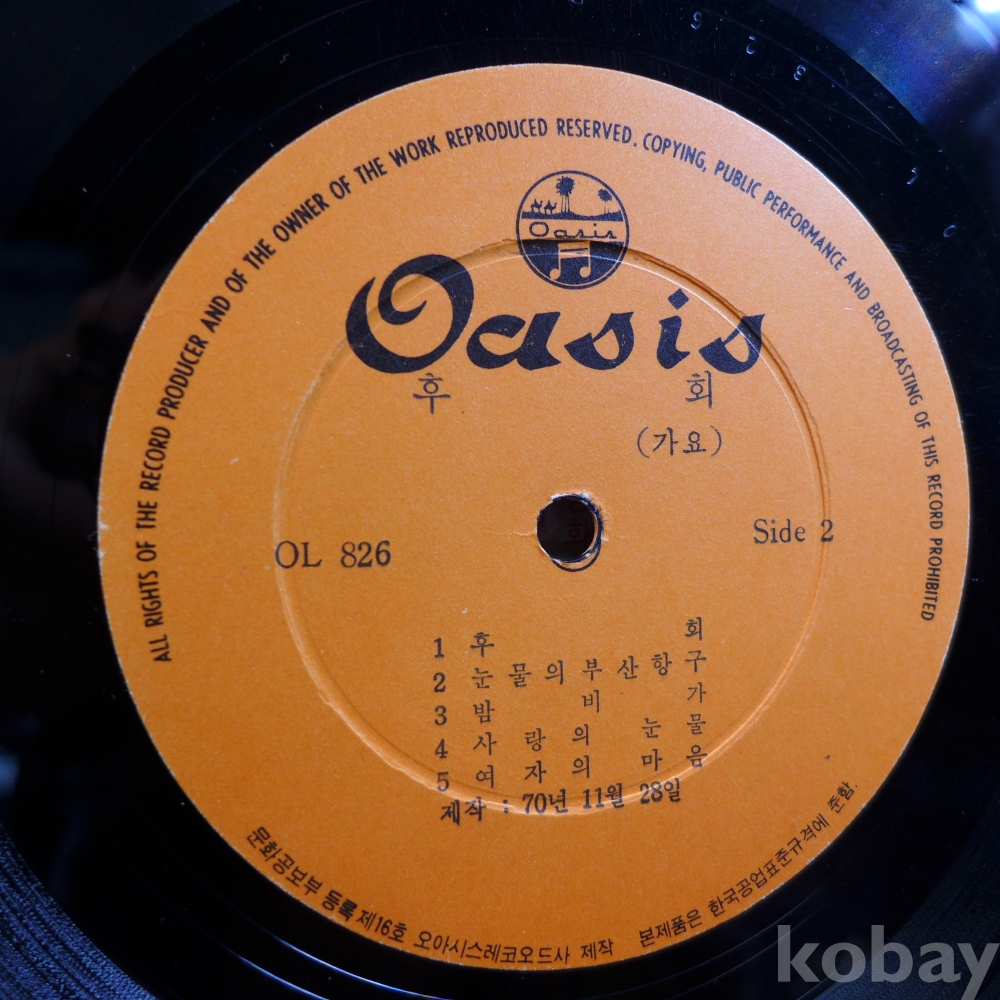 ALL RIGHTS OF THE RECORD PRODUCER AND OF THE OWNER OF THE WORK REPRODUCED RESERVED. COPYING, PUBLIC PERFORMANCE AND BROADCASTING OF THIS RECORD PROHIBITED
Oasis
Oasis
후 회
(가요)
OL 826
Side 2
1 후 회
2 눈물의 부산항구
3 밤 비 가
4 사랑의 눈물
5 여자의 마음
제작 : 70년 11월 28일
문화공보부 등록 제16호 오아시스레코오드사 제작 본제품은 한국공업표준규격에 준함.
kobay